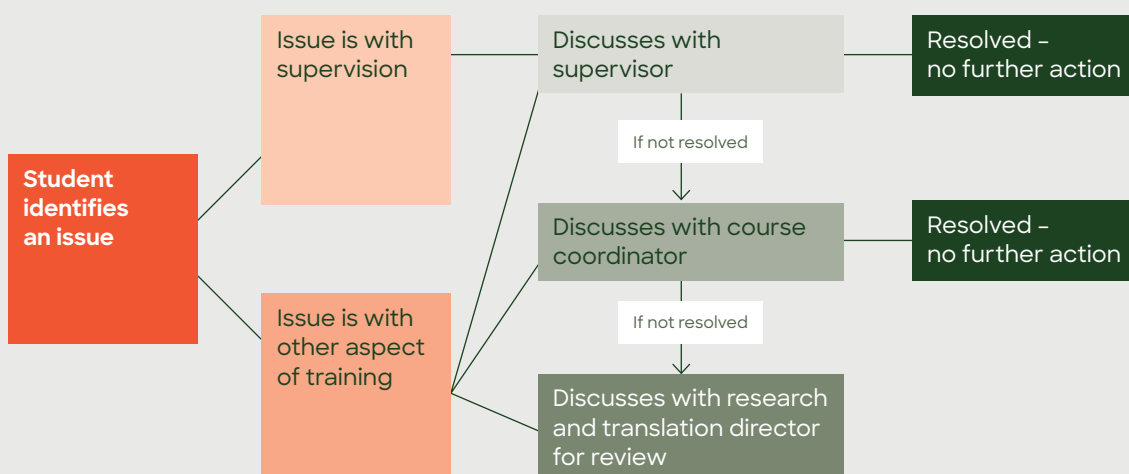 Student
identifies
an issue
Issue is with
supervision
Issue is with
other aspect
of training
Discusses with
supervisor
If not resolved
Discusses with course
coordinator
If not resolved
Discusses with research
and translation director
for review
Resolved –
no further action
Resolved –
no further action